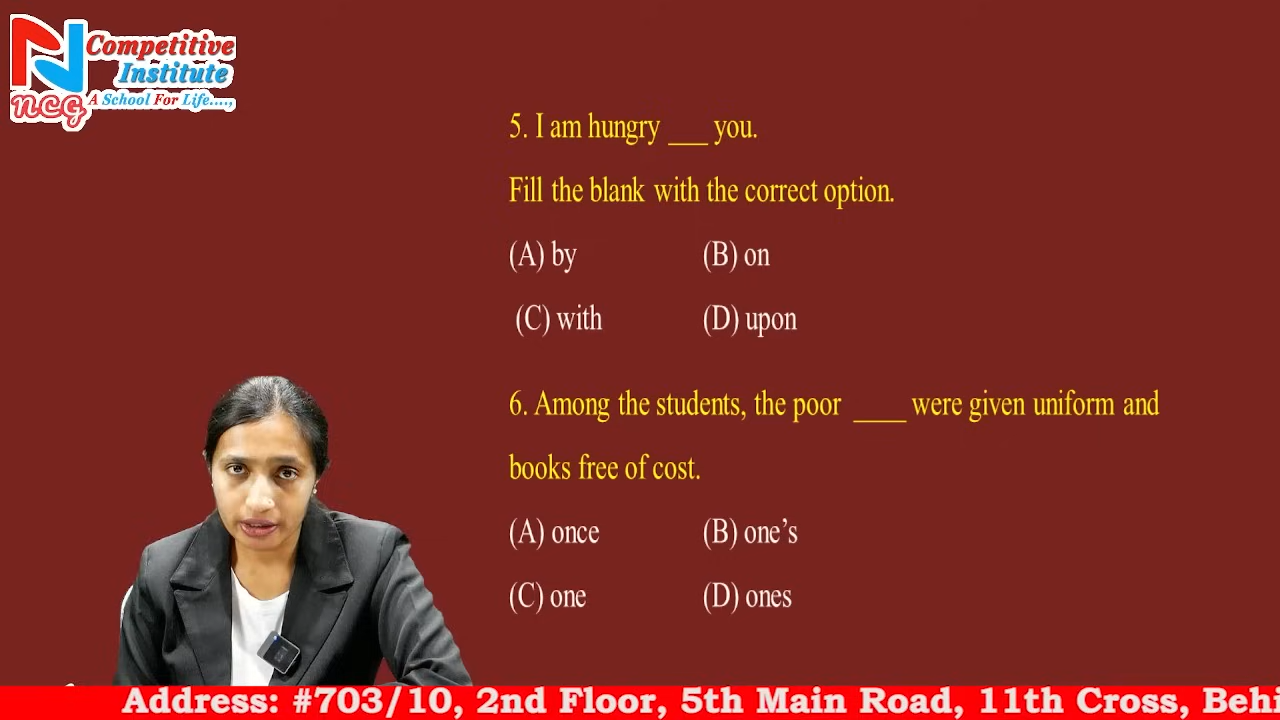 Competitive
Institute
NCG A School For Life....,
5. I am hungry ___ you.
Fill the blank with the correct option.
(A) by (B) on
(C) with (D) upon
6. Among the students, the poor ____ were given uniform and
books free of cost.
(A) once (B) one’s
(C) one (D) ones
Address: #703/10, 2nd Floor, 5th Main Road, 11th Cross, Behi